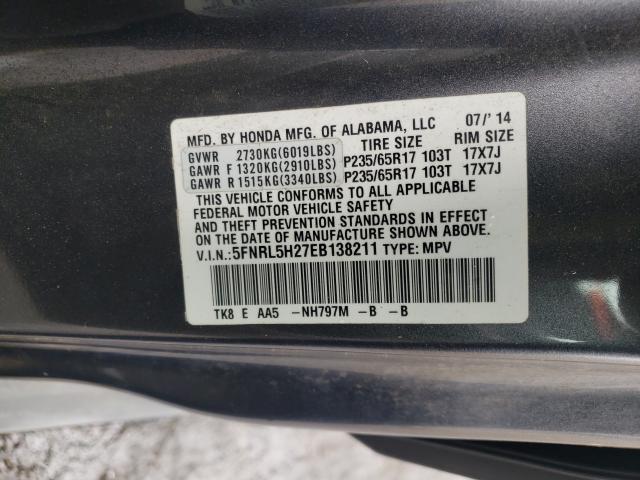 MFD. BY HONDA MFG. OF ALABAMA, LLC 07/'14
TIRE SIZE RIM SIZE
GVWR 2730KG(6019LBS)
GAWR F 1320KG(2910LBS) P235/65R17 103T 17X7J
GAWR R 1515KG(3340LBS) P235/65R17 103T 17X7J
THIS VEHICLE CONFORMS TO ALL APPLICABLE
FEDERAL MOTOR VEHICLE SAFETY
AND THEFT PREVENTION STANDARDS IN EFFECT
ON THE DATE OF MANUFACTURE SHOWN ABOVE.
V.I.N.: 5FNRL5H27EB138211 TYPE: MPV
TK8 E AA5 -NH797M -B -B